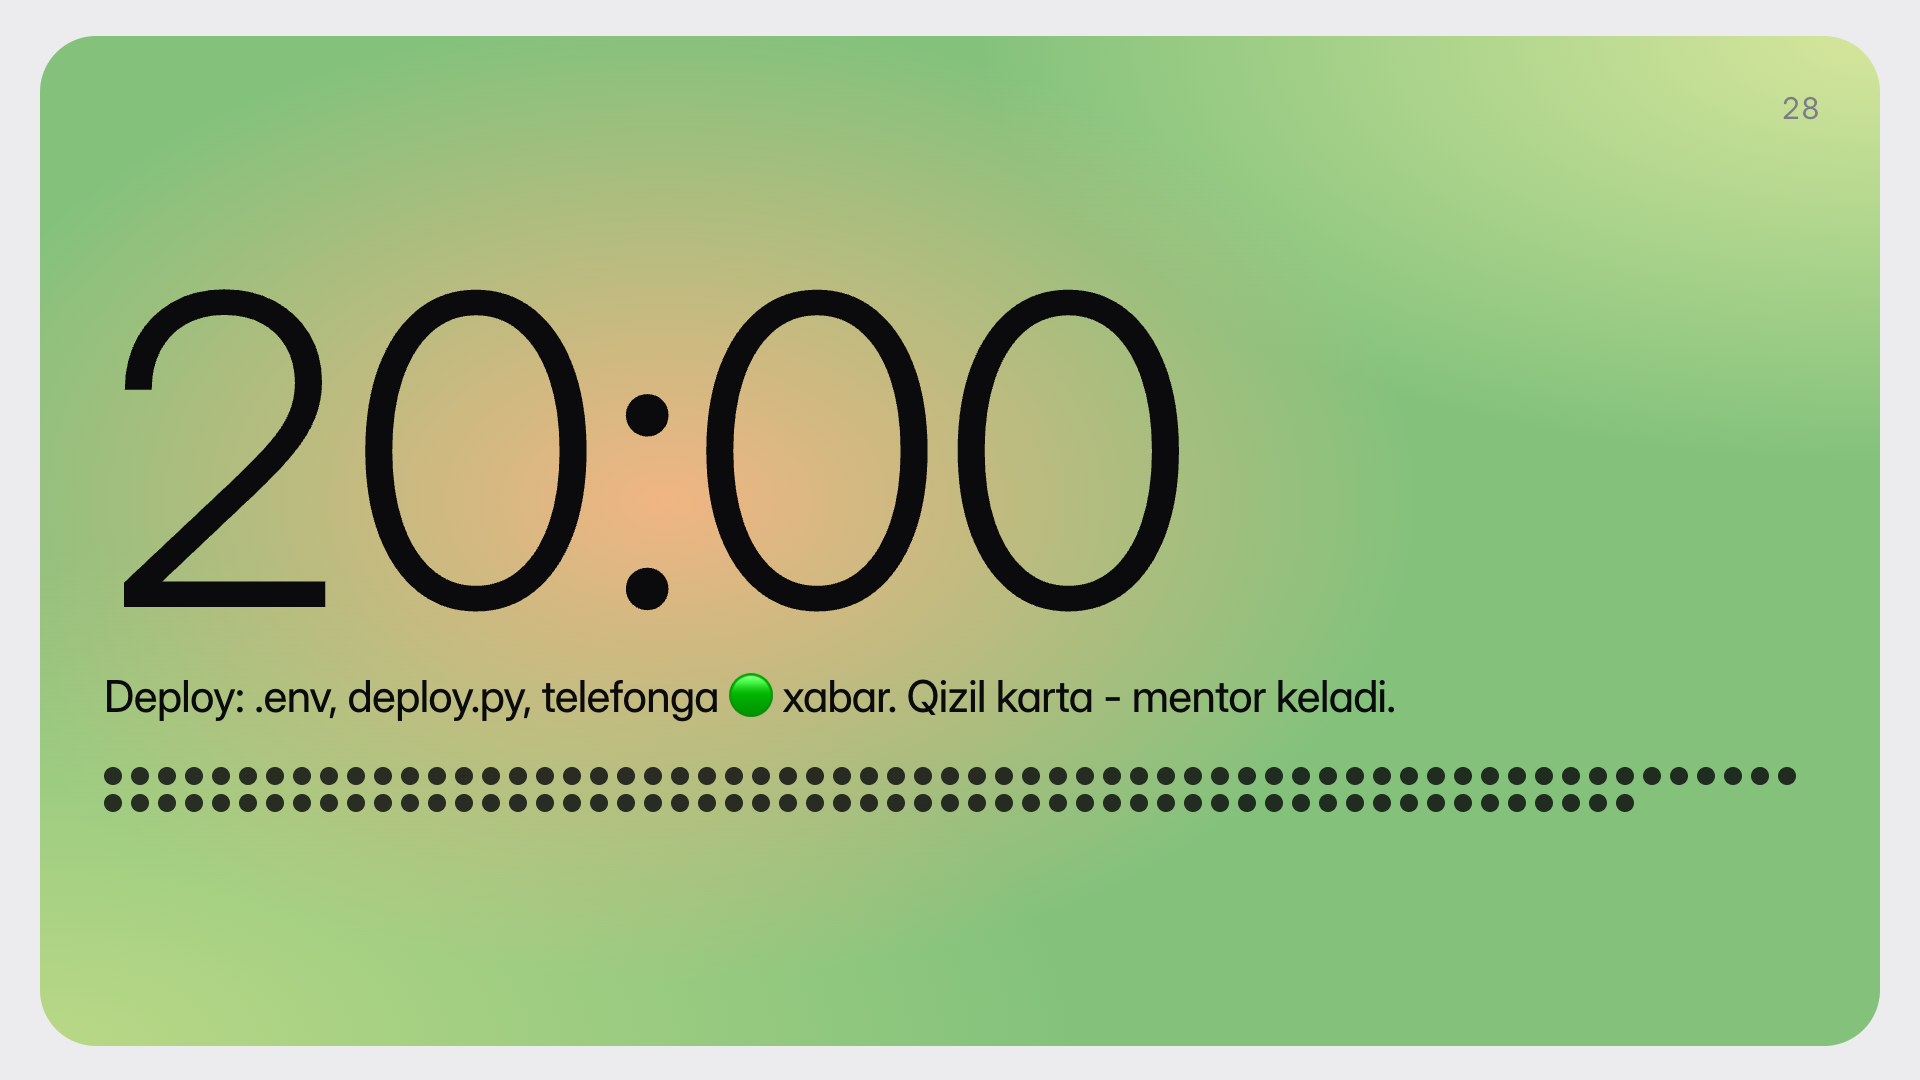 28
20:00
Deploy: .env, deploy.py, telefonga 🟢 xabar. Qizil karta - mentor keladi.